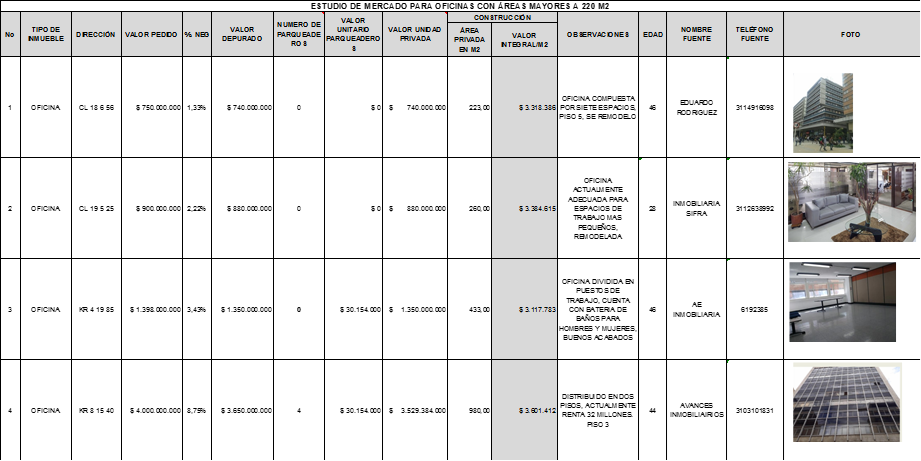 ESTUDIO DE MERCADO PARA OFICINAS CON ÁREAS MAYORES A 220 M2
No
TIPO DE
INMUEBLE
DIRECCIÓN
VALOR PEDIDO
% NEG
VALOR
DEPURADO
NUMERO DE
PARQUEADE
ROS
VALOR
UNITARIO
PARQUEADERO
S
VALOR UNIDAD
PRIVADA
CONSTRUCCIÓN
ÁREA
PRIVADA
EN M2
VALOR
INTEGRAL/M2
OBSERVACIONES
EDAD
NOMBRE
FUENTE
TELÉFONO
FUENTE
FOTO
1
OFICINA
CL 18 6 56
$ 750.000.000
1,33%
$ 740.000.000
0
$ 0
$ 740.000.000
223,00
$ 3.318.386
OFICINA COMPUESTA
POR SIETE ESPACIOS,
PISO 5, SE REMODELO
46
EDUARDO
RODRIGUEZ
3114916098
2
OFICINA
CL 19 5 25
$ 900.000.000
2,22%
$ 880.000.000
0
$ 0
$ 880.000.000
260,00
$ 3.384.615
OFICINA
ACTUALMENTE
ADECUADA PARA
ESPACIOS DE
TRABAJO MAS
PEQUEÑOS,
REMODELADA
28
INMOBILIARIA
SIFRA
3112638992
3
OFICINA
KR 4 19 85
$ 1.398.000.000
3,43%
$ 1.350.000.000
0
$ 30.154.000
$ 1.350.000.000
433,00
$ 3.117.783
OFICINA DIVIDIDA EN
PUESTOS DE
TRABAJO, CUENTA
CON BATERIA DE
BAÑOS PARA
HOMBRES Y MUJERES,
BUENOS ACABADOS
46
AE
INMOBILIARIA
6192385
4
OFICINA
KR 8 15 40
$ 4.000.000.000
8,75%
$ 3.650.000.000
4
$ 30.154.000
$ 3.529.384.000
980,00
$ 3.601.412
DISTRIBUIDO EN DOS
PISOS, ACTUALMENTE
RENTA 32 MILLONES.
PISO 3
44
AVANCES
INMOBILIAIRIOS
3103101831